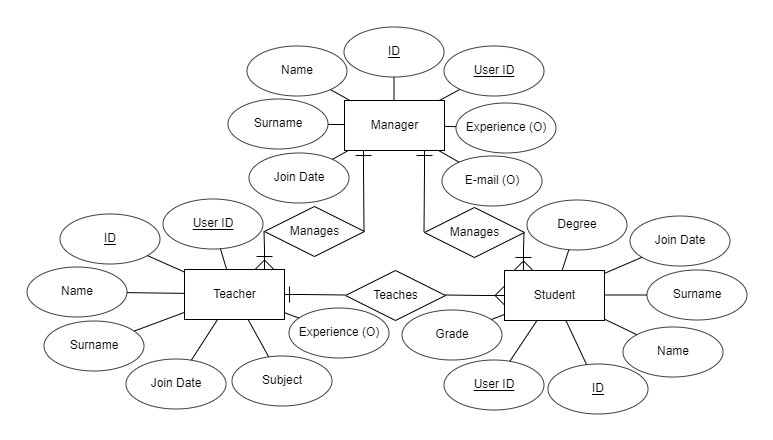 ID
Name
User ID
Surname
Manager
Experience (O)
Join Date
E-mail (O)
User ID
Manages
Manages
Degree
ID
Join Date
Name
Teacher
Teaches
Student
Surname
Surname
Experience (O)
Grade
Name
Join Date
Subject
User ID
ID